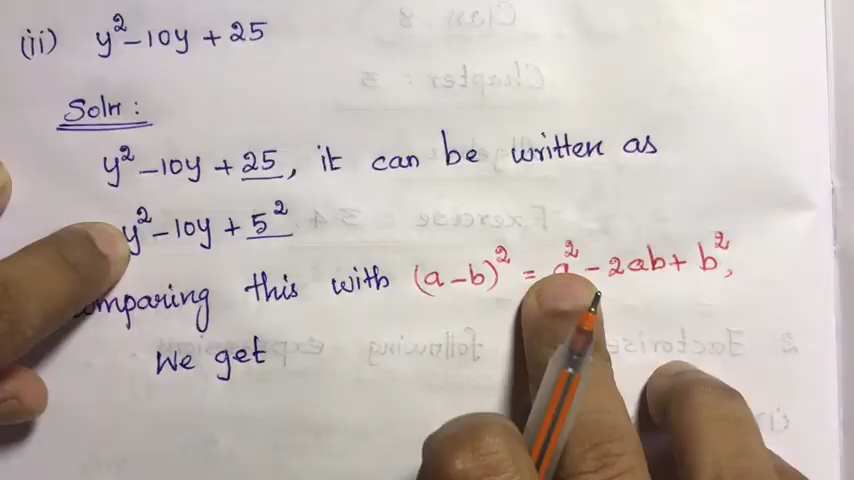 (ii) y² - 10y + 25
Soln :
y² - 10y + 25, it can be written as
y² - 10y + 5²
comparing this with (a - b)² = a² - 2ab + b²,
We get